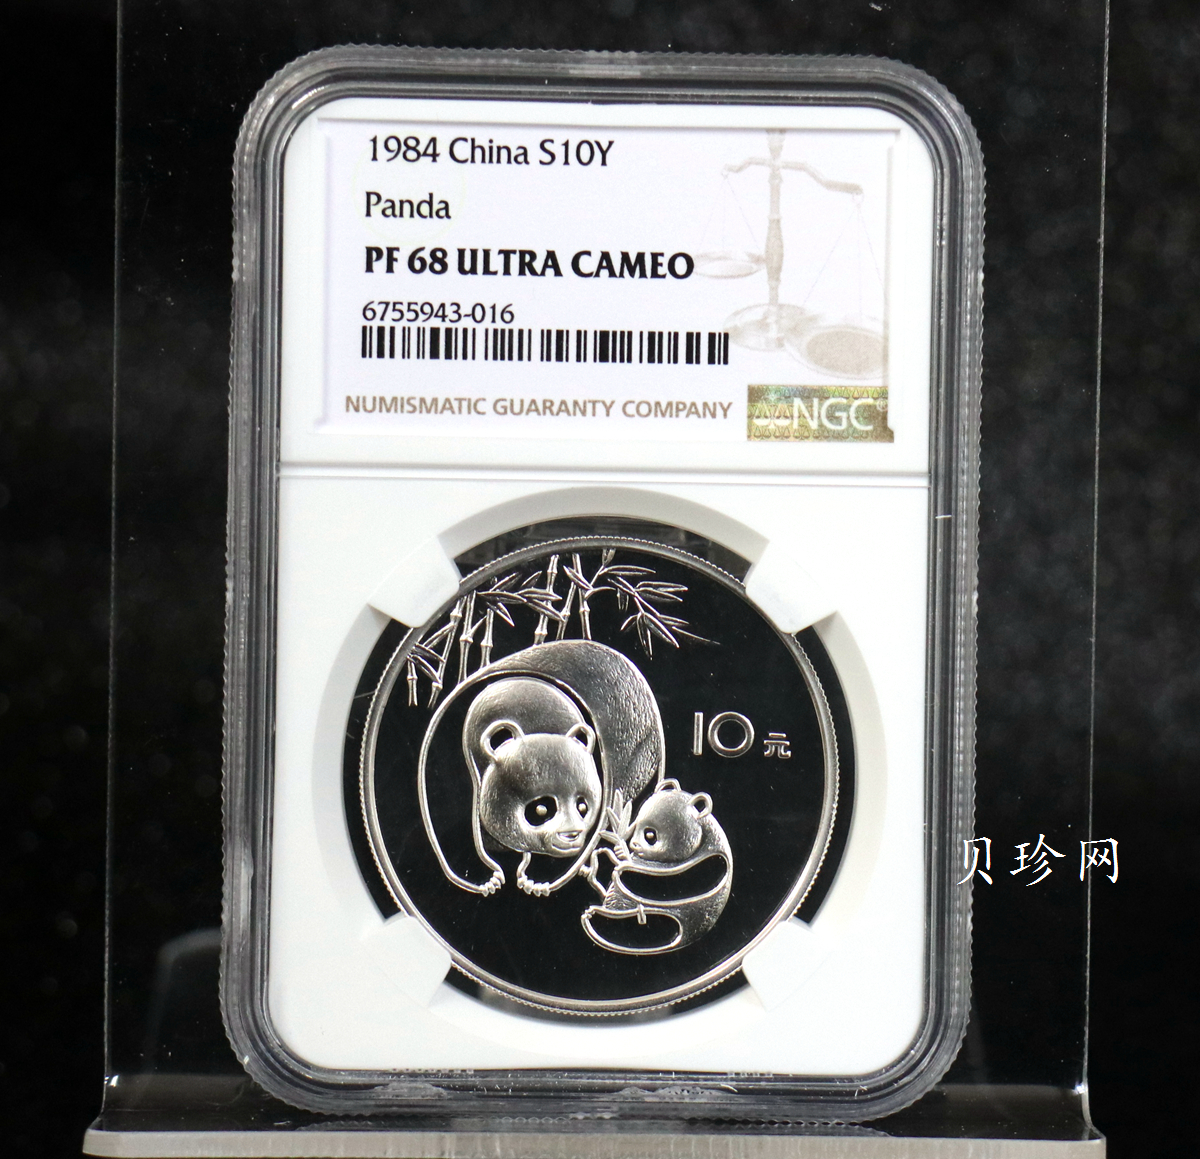 1984 China S10Y
Panda
PF 68 ULTRA CAMEO
6755943-016
NUMISMATIC GUARANTY COMPANY
NGC®
10元
贝珍网